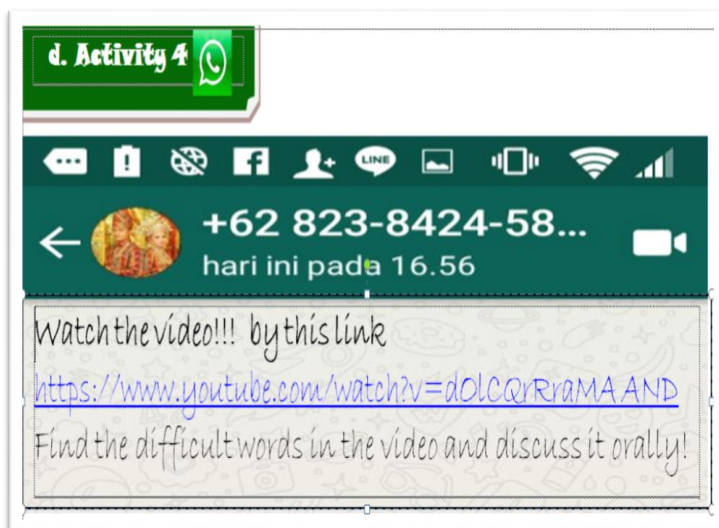 d. Activity 4
LINE
+62 823-8424-58...
hari ini pada 16.56
Watch the video!!! by this link
https://www.youtube.com/watch?v=dOlCQrRraMA AND
Find the difficult words in the video and discuss it orally!